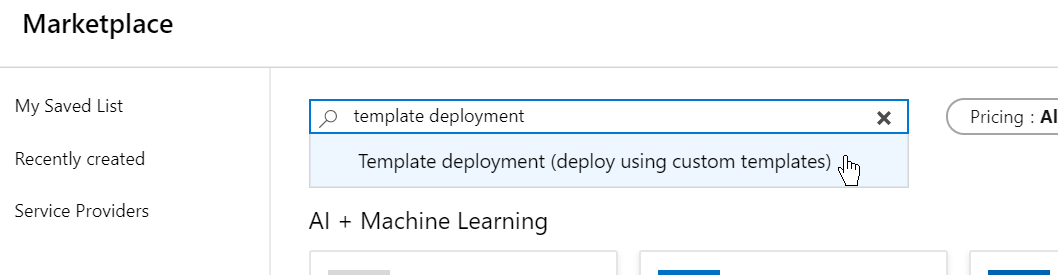 Marketplace
My Saved List
Recently created
Service Providers
template deployment
Pricing : Al
Template deployment (deploy using custom templates)
AI + Machine Learning